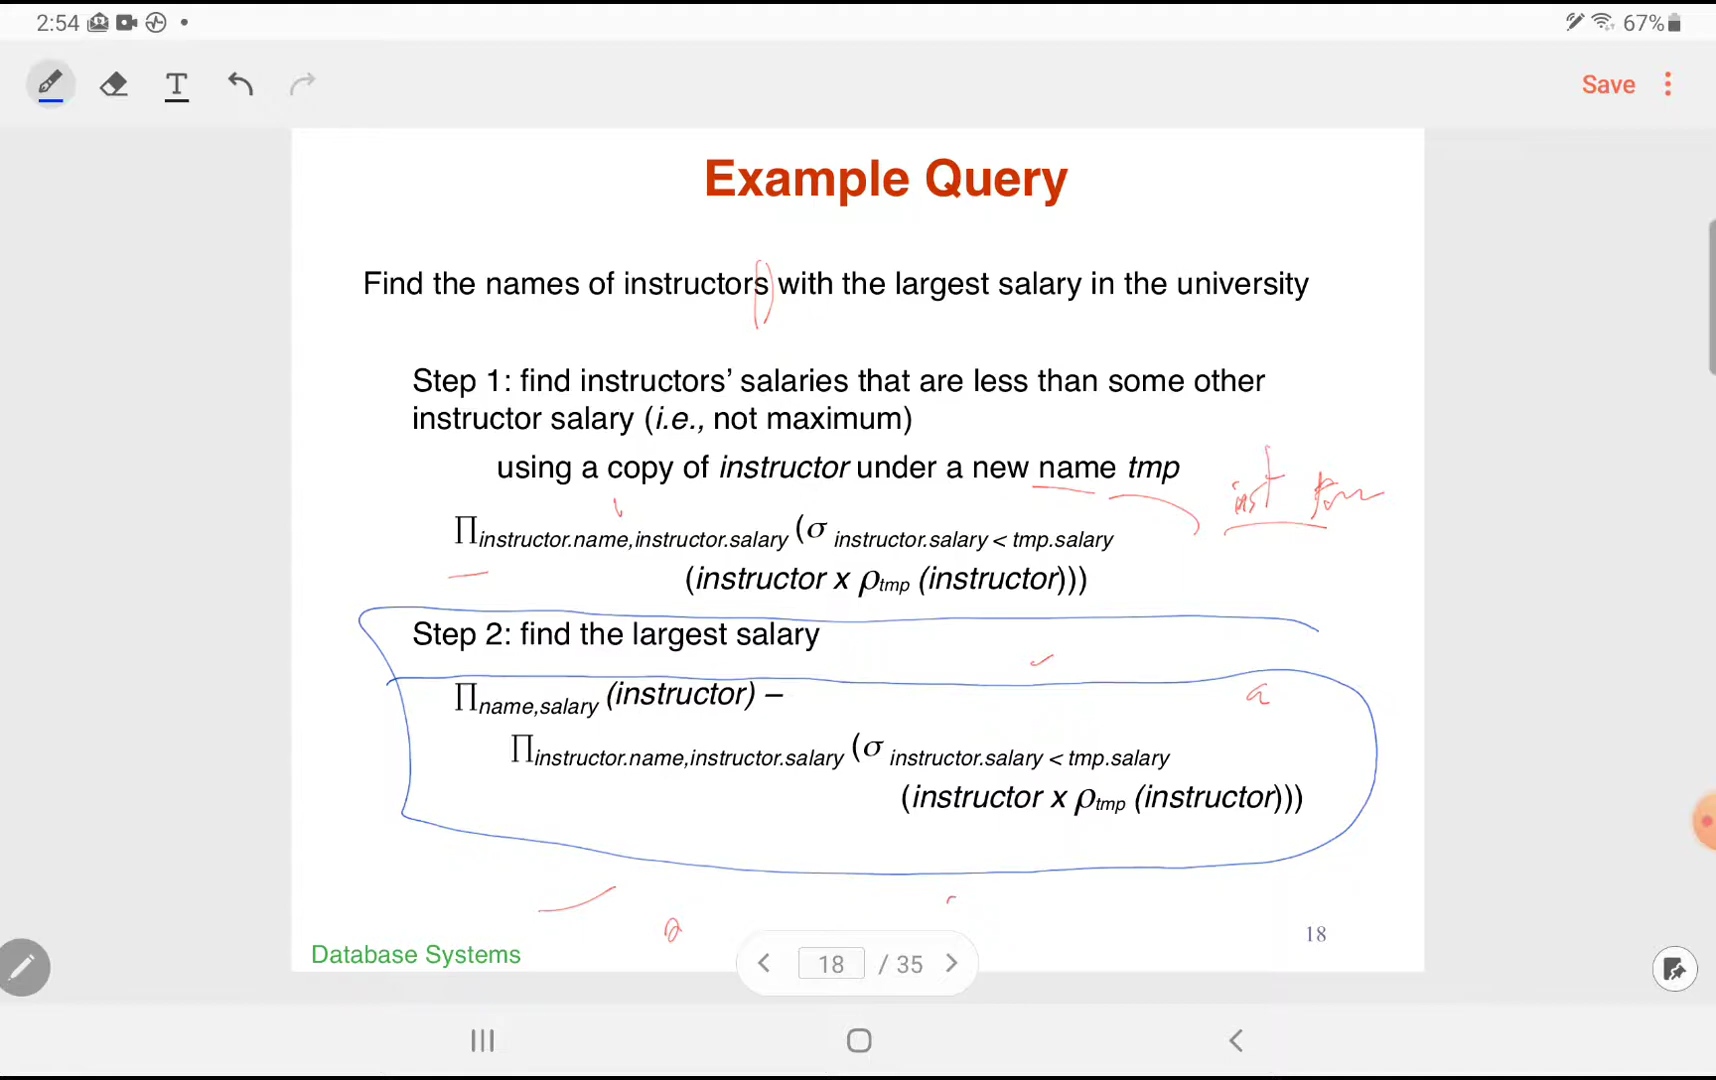 2:54
67%
T
Save
Example Query
Find the names of instructors with the largest salary in the university
Step 1: find instructors’ salaries that are less than some other
instructor salary (i.e., not maximum)
using a copy of instructor under a new name tmp
∏instructor.name,instructor.salary (σ instructor.salary < tmp.salary
(instructor x ρtmp (instructor)))
Step 2: find the largest salary
∏name,salary (instructor) –
∏instructor.name,instructor.salary (σ instructor.salary < tmp.salary
(instructor x ρtmp (instructor)))
Database Systems
18
18 / 35